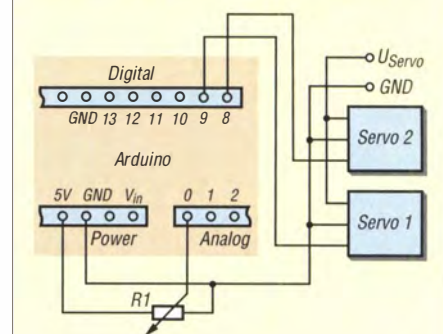 Digital
GND 13 12 11 10 9 8
Arduino
5V GND Vin 0 1 2
Power Analog
R1
UServo
GND
Servo 2
Servo 1